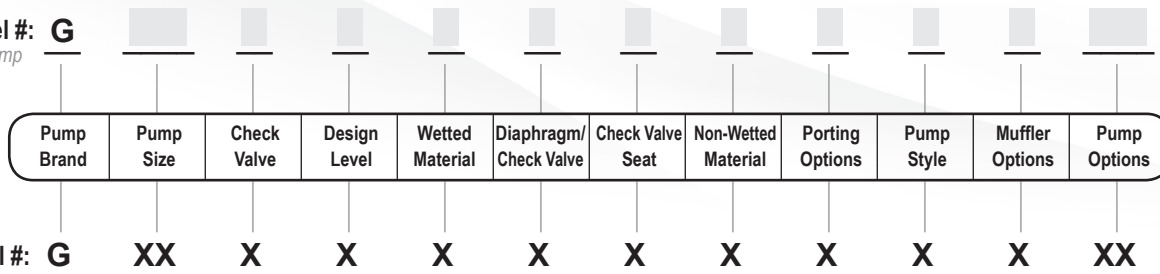 el #: G
mp
Pump Brand
Pump Size
Check Valve
Design Level
Wetted Material
Diaphragm/ Check Valve
Check Valve Seat
Non-Wetted Material
Porting Options
Pump Style
Muffler Options
Pump Options
l #: G XX X X X X X X X X X XX